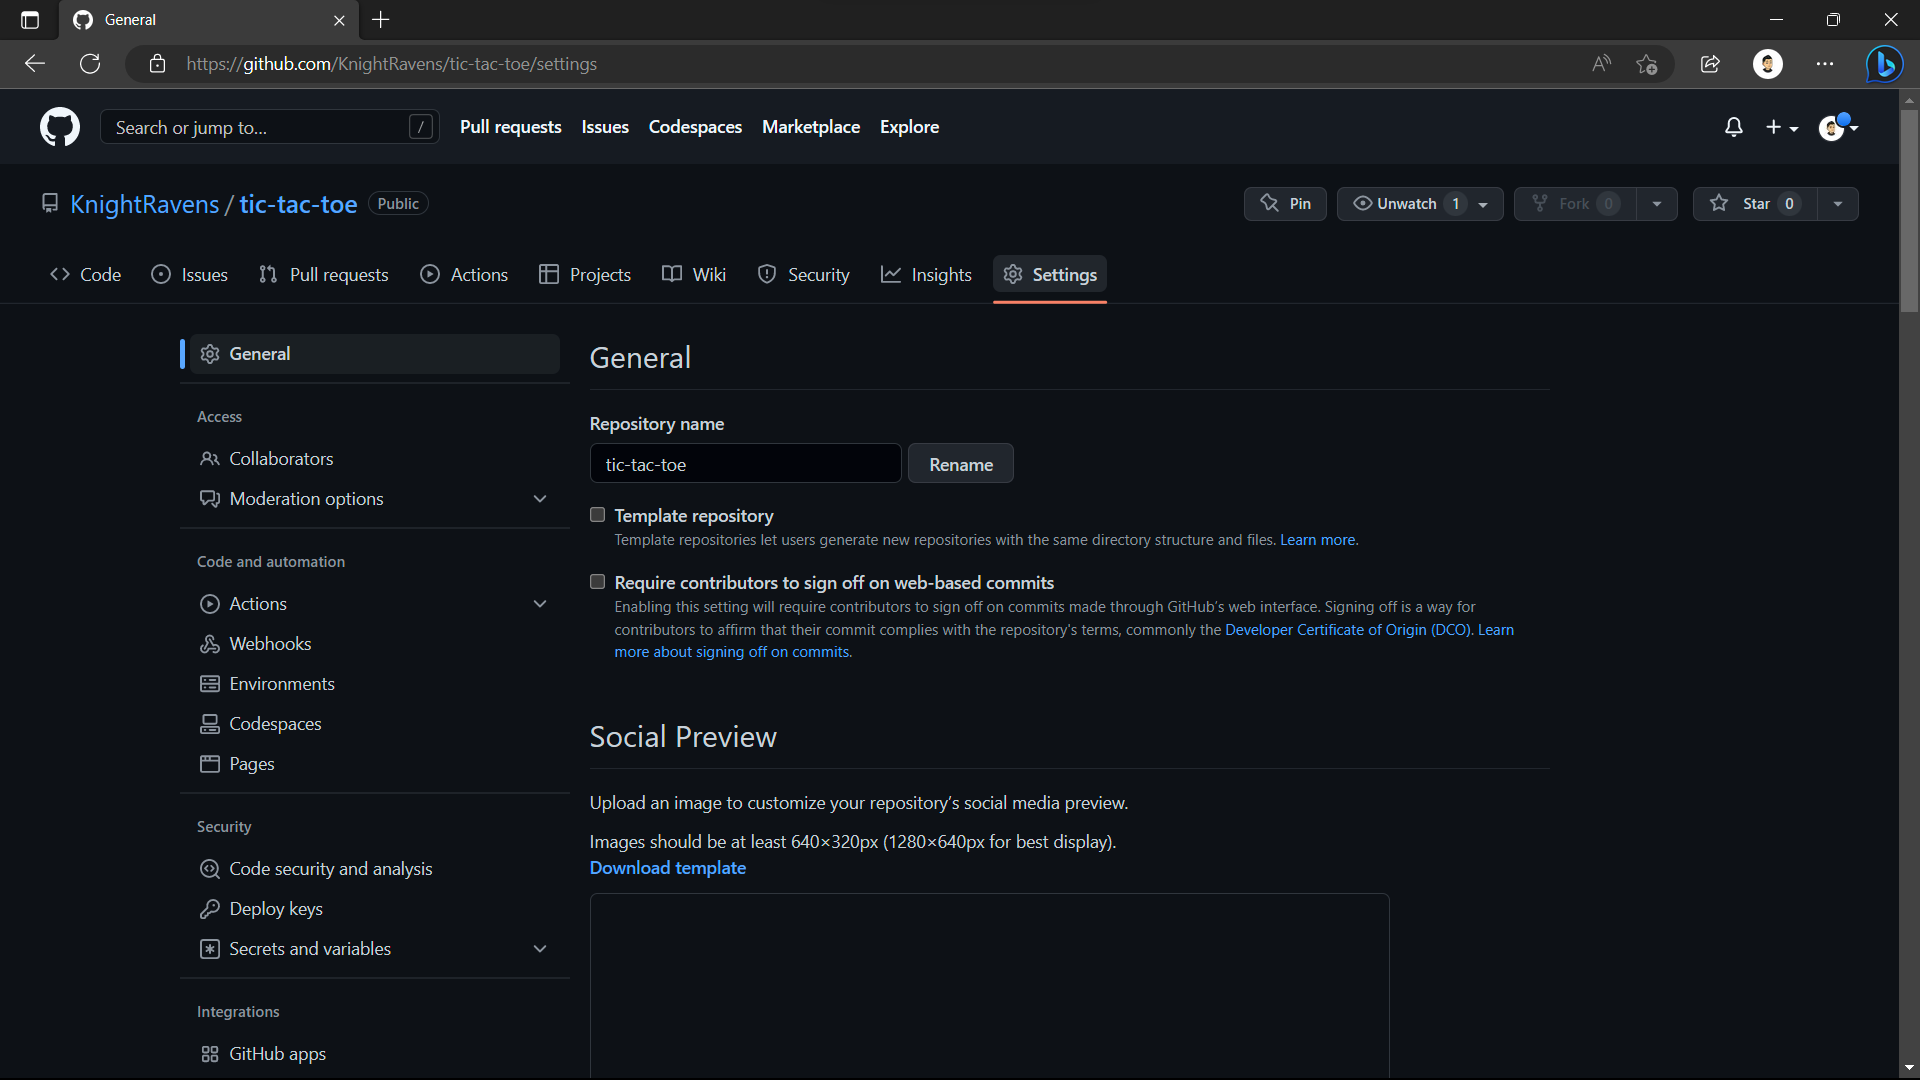 General
https://github.com/KnightRavens/tic-tac-toe/settings
Search or jump to... /
Pull requests Issues Codespaces Marketplace Explore
KnightRavens / tic-tac-toe Public
Pin Unwatch 1 Fork 0 Star 0
Code Issues Pull requests Actions Projects Wiki Security Insights Settings
General
Access
Collaborators
Moderation options
Code and automation
Actions
Webhooks
Environments
Codespaces
Pages
Security
Code security and analysis
Deploy keys
Secrets and variables
Integrations
GitHub apps
General
Repository name
tic-tac-toe Rename
Template repository
Template repositories let users generate new repositories with the same directory structure and files. Learn more.
Require contributors to sign off on web-based commits
Enabling this setting will require contributors to sign off on commits made through GitHub's web interface. Signing off is a way for
contributors to affirm that their commit complies with the repository's terms, commonly the Developer Certificate of Origin (DCO). Learn
more about signing off on commits.
Social Preview
Upload an image to customize your repository's social media preview.
Images should be at least 640×320px (1280×640px for best display).
Download template